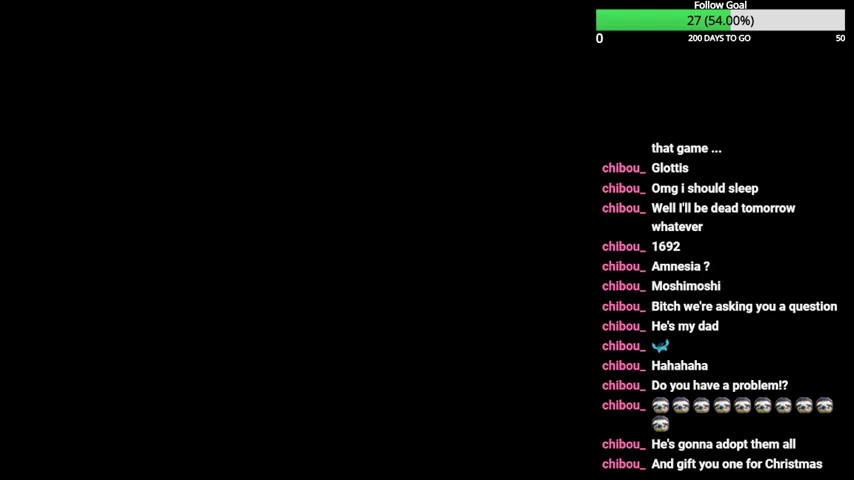 Follow Goal
27 (54.00%)
0 200 DAYS TO GO 50
that game ...
chibou_ Glottis
chibou_ Omg i should sleep
chibou_ Well I'll be dead tomorrow
whatever
chibou_ 1692
chibou_ Amnesia ?
chibou_ Moshimoshi
chibou_ Bitch we're asking you a question
chibou_ He's my dad
chibou_
chibou_ Hahahaha
chibou_ Do you have a problem!?
chibou_
chibou_ He's gonna adopt them all
chibou_ And gift you one for Christmas